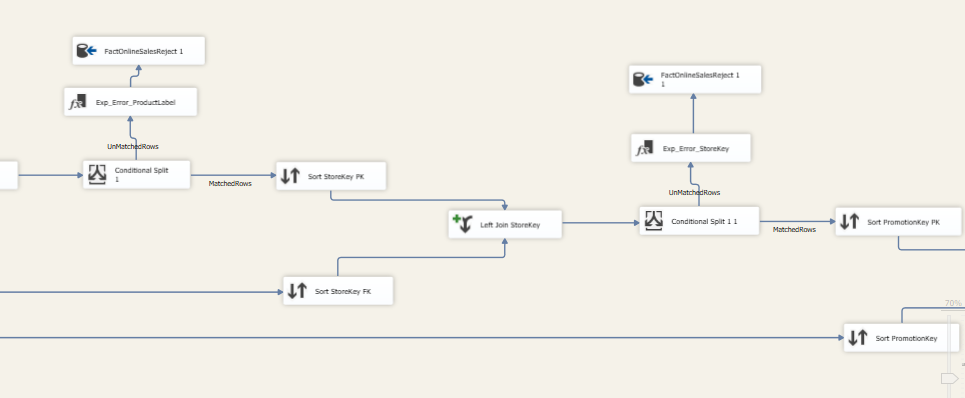 FactOnlineSalesReject 1
Exp_Error_ProductLabel
UnMatchedRows
Conditional Split
1
MatchedRows
Sort StoreKey PK
Left Join StoreKey
Sort StoreKey FK
FactOnlineSalesReject 1
1
Exp_Error_StoreKey
UnMatchedRows
Conditional Split 1 1
MatchedRows
Sort PromotionKey PK
70%
Sort PromotionKey